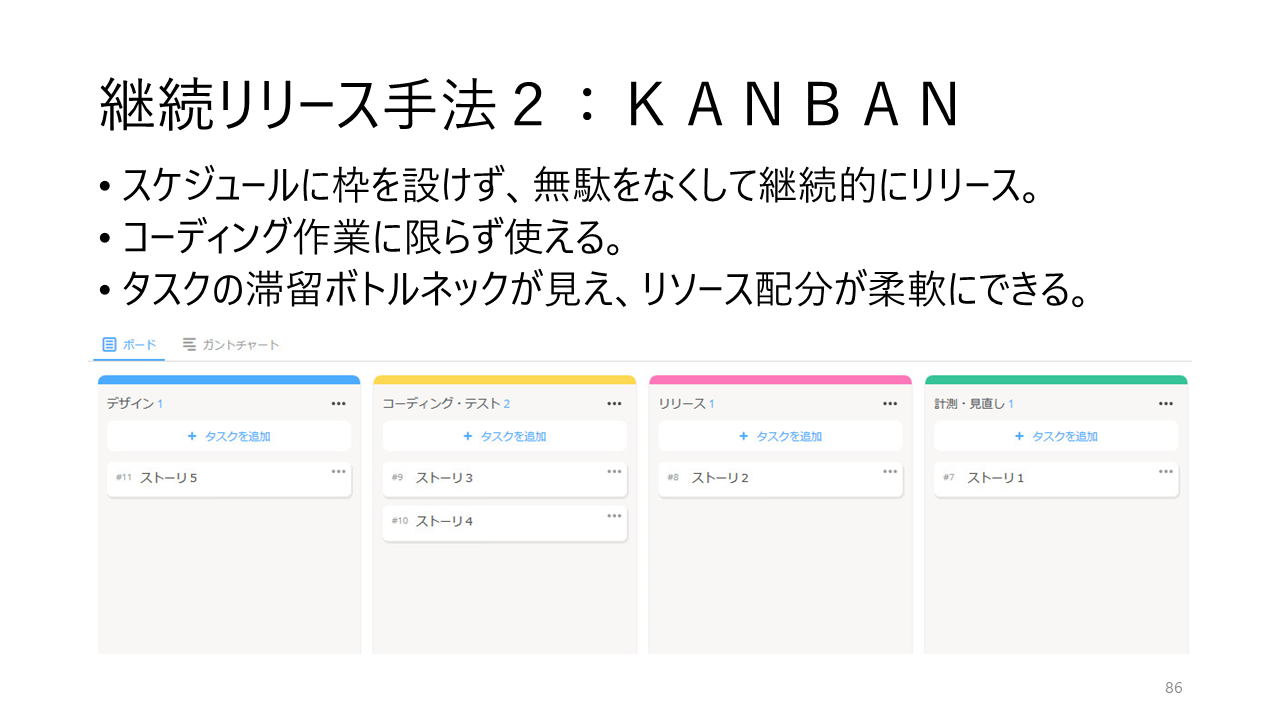 継続リリース手法２：ＫＡＮＢＡＮ
• スケジュールに枠を設けず、無駄をなくして継続的にリリース。
• コーディング作業に限らず使える。
• タスクの滞留ボトルネックが見え、リソース配分が柔軟にできる。
ボード ガントチャート
デザイン 1 •••
+ タスクを追加
#11 ストーリ５ •••
コーディング・テスト 2 •••
+ タスクを追加
#9 ストーリ３ •••
#10 ストーリ４ •••
リリース 1 •••
+ タスクを追加
#8 ストーリ２ •••
計測・見直し 1 •••
+ タスクを追加
#7 ストーリ１ •••
86